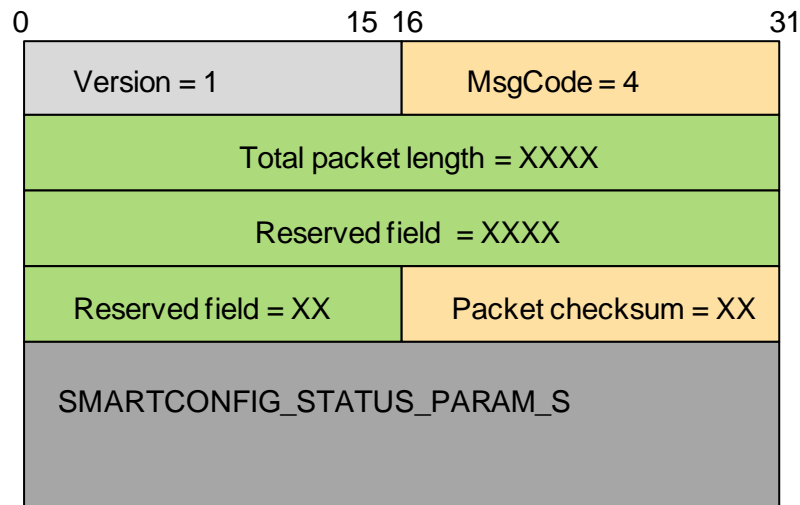 0 15 16 31
Version = 1 MsgCode = 4
Total packet length = XXXX
Reserved field = XXXX
Reserved field = XX Packet checksum = XX
SMARTCONFIG_STATUS_PARAM_S